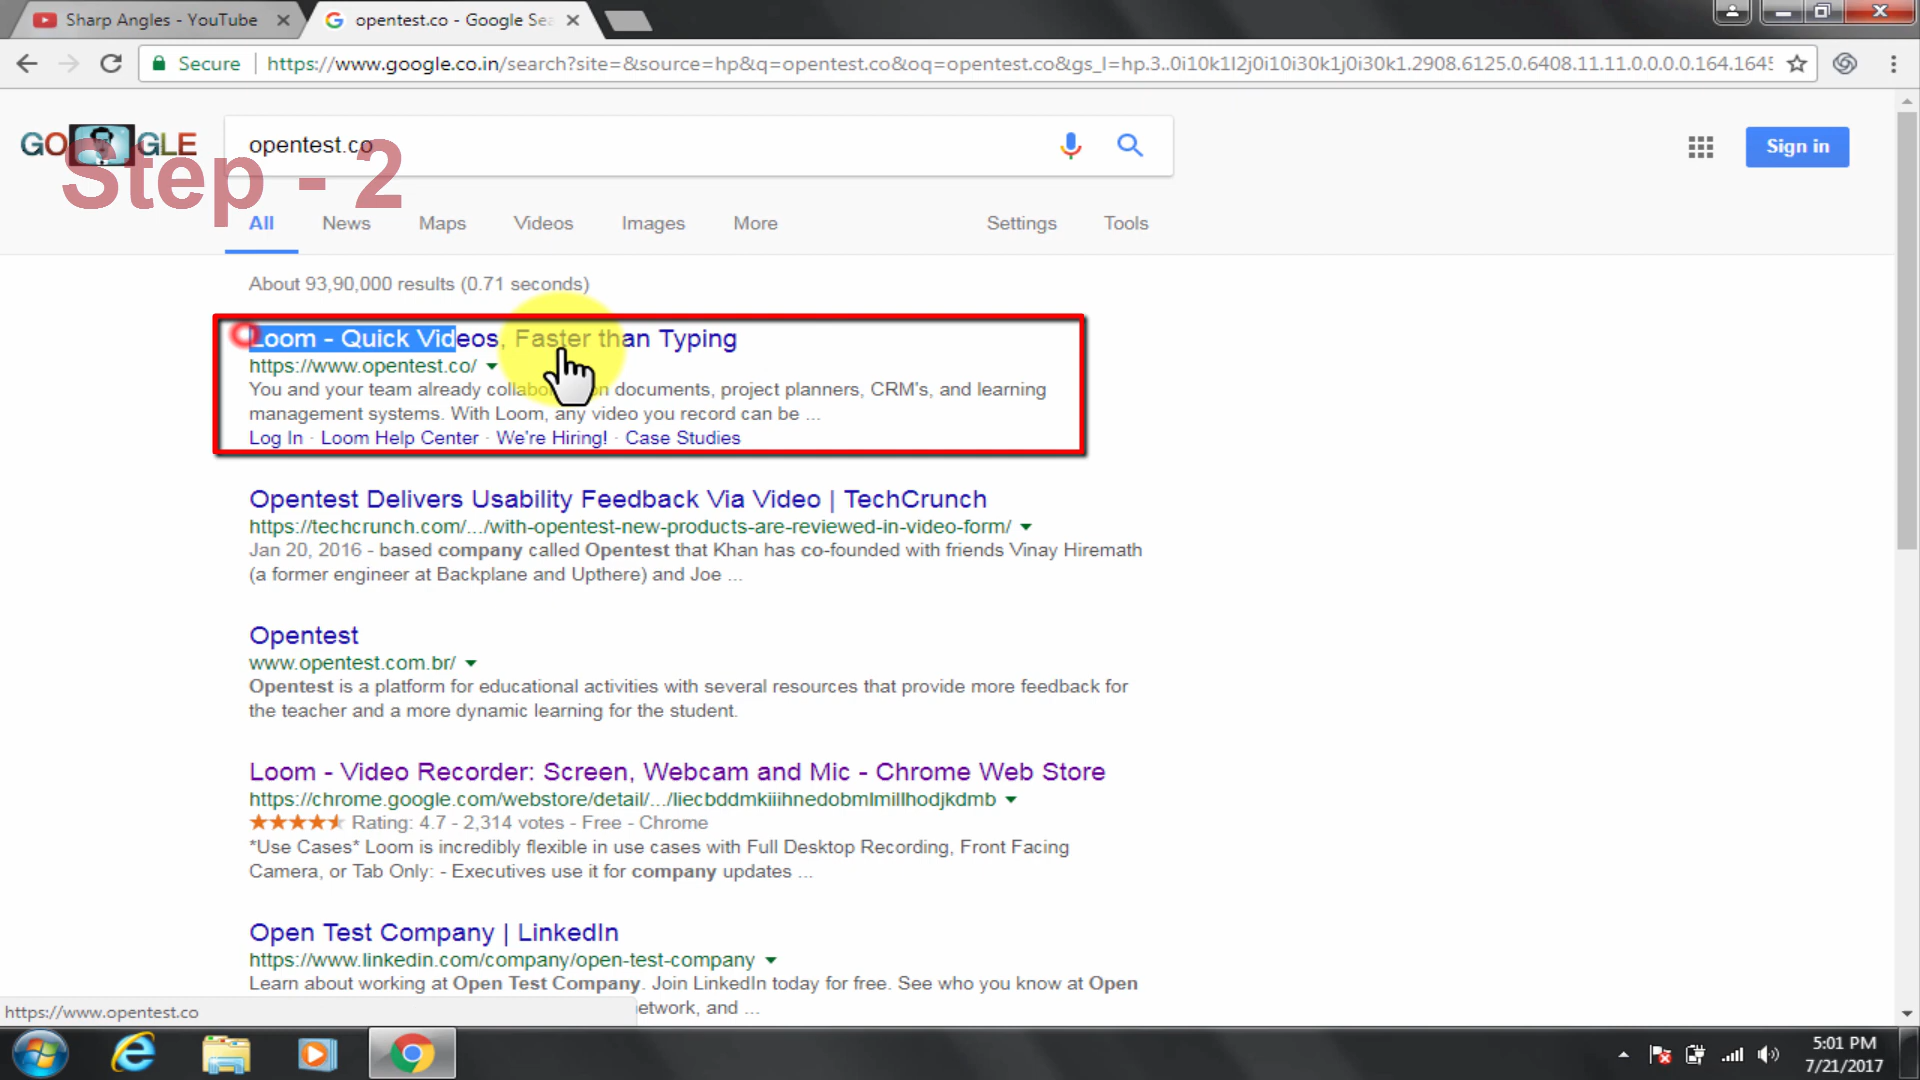 Sharp Angles - YouTube
opentest.co - Google Sea
Secure
https://www.google.co.in/search?site=&source=hp&q=opentest.co&oq=opentest.co&gs_l=hp.3..0i10k1l2j0i10i30k1j0i30k1.2908.6125.0.6408.11.11.0.0.0.0.164.1645
GO GLE
opentest.co
Sign in
Step - 2
All News Maps Videos Images More Settings Tools
About 93,90,000 results (0.71 seconds)
Loom - Quick Videos, Faster than Typing
https://www.opentest.co/
You and your team already collabo on documents, project planners, CRM's, and learning
management systems. With Loom, any video you record can be ...
Log In · Loom Help Center · We're Hiring! · Case Studies
Opentest Delivers Usability Feedback Via Video | TechCrunch
https://techcrunch.com/.../with-opentest-new-products-are-reviewed-in-video-form/
Jan 20, 2016 - based company called Opentest that Khan has co-founded with friends Vinay Hiremath
(a former engineer at Backplane and Upthere) and Joe ...
Opentest
www.opentest.com.br/
Opentest is a platform for educational activities with several resources that provide more feedback for
the teacher and a more dynamic learning for the student.
Loom - Video Recorder: Screen, Webcam and Mic - Chrome Web Store
https://chrome.google.com/webstore/detail/.../liecbddmkiiihnedobmlmillhodjkdmb
Rating: 4.7 - 2,314 votes - Free - Chrome
*Use Cases* Loom is incredibly flexible in use cases with Full Desktop Recording, Front Facing
Camera, or Tab Only: - Executives use it for company updates ...
Open Test Company | LinkedIn
https://www.linkedin.com/company/open-test-company
Learn about working at Open Test Company. Join LinkedIn today for free. See who you know at Open
etwork, and ...
https://www.opentest.co
5:01 PM
7/21/2017